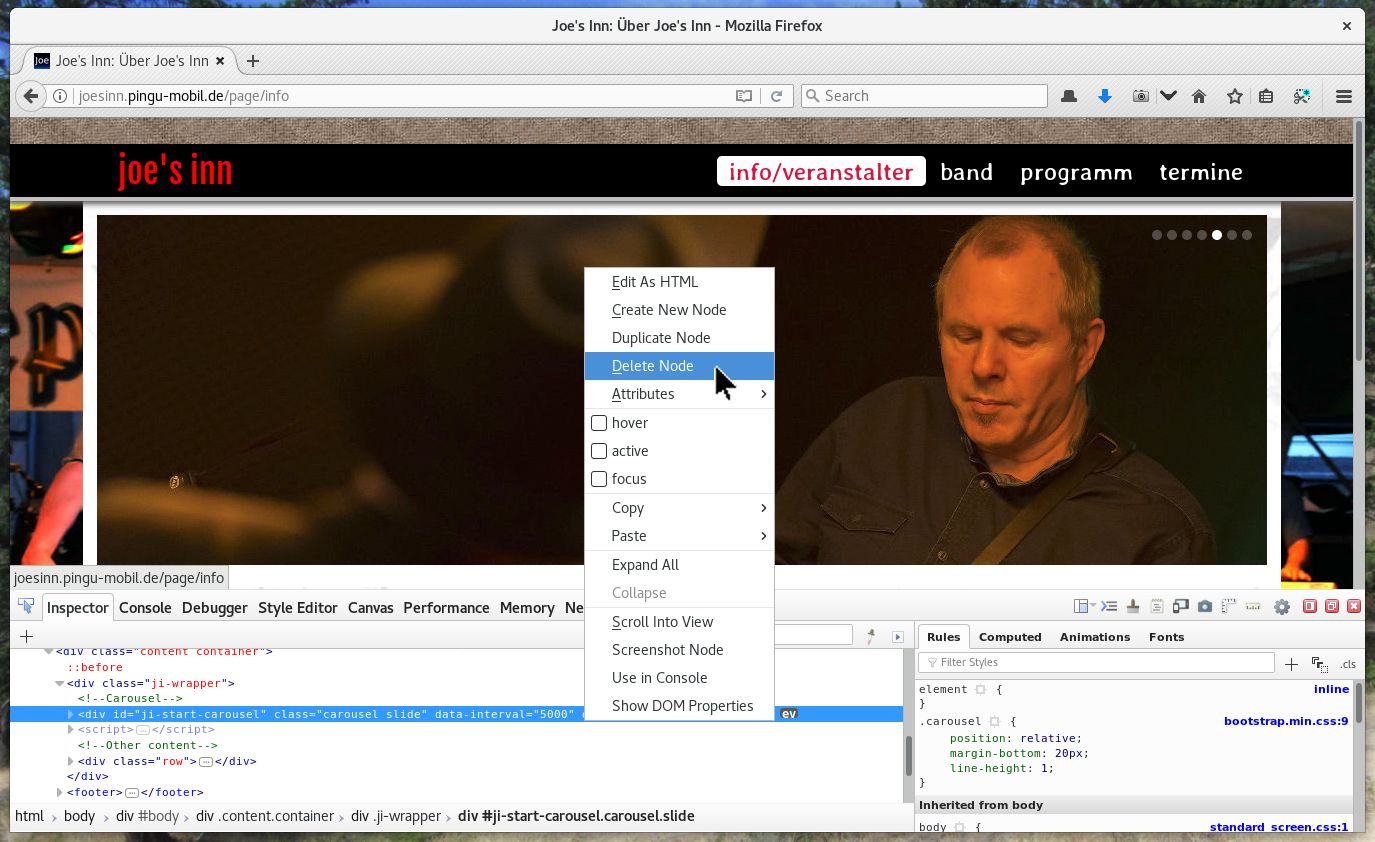 Joe's Inn: Über Joe's Inn - Mozilla Firefox
Joe Joe's Inn: Über Joe's Inn
joesinn.pingu-mobil.de/page/info Search
joe's inn info/veranstalter band programm termine
Edit As HTML
Create New Node
Duplicate Node
Delete Node
Attributes
hover
active
focus
Copy
Paste
Expand All
Collapse
Scroll Into View
Screenshot Node
Use in Console
Show DOM Properties
joesinn.pingu-mobil.de/page/info
Inspector Console Debugger Style Editor Canvas Performance Memory Ne
<div class="content container">
::before
<div class="ji-wrapper">
<!--Carousel-->
<div id="ji-start-carousel" class="carousel slide" data-interval="5000" ev
<script></script>
<!--Other content-->
<div class="row"></div>
</div>
<footer></footer>
html body div #body div .content.container div .ji-wrapper div #ji-start-carousel.carousel.slide
Rules Computed Animations Fonts
Filter Styles .cls
element { inline
}
.carousel { bootstrap.min.css:9
position: relative;
margin-bottom: 20px;
line-height: 1;
}
Inherited from body
body { standard_screen.css:1